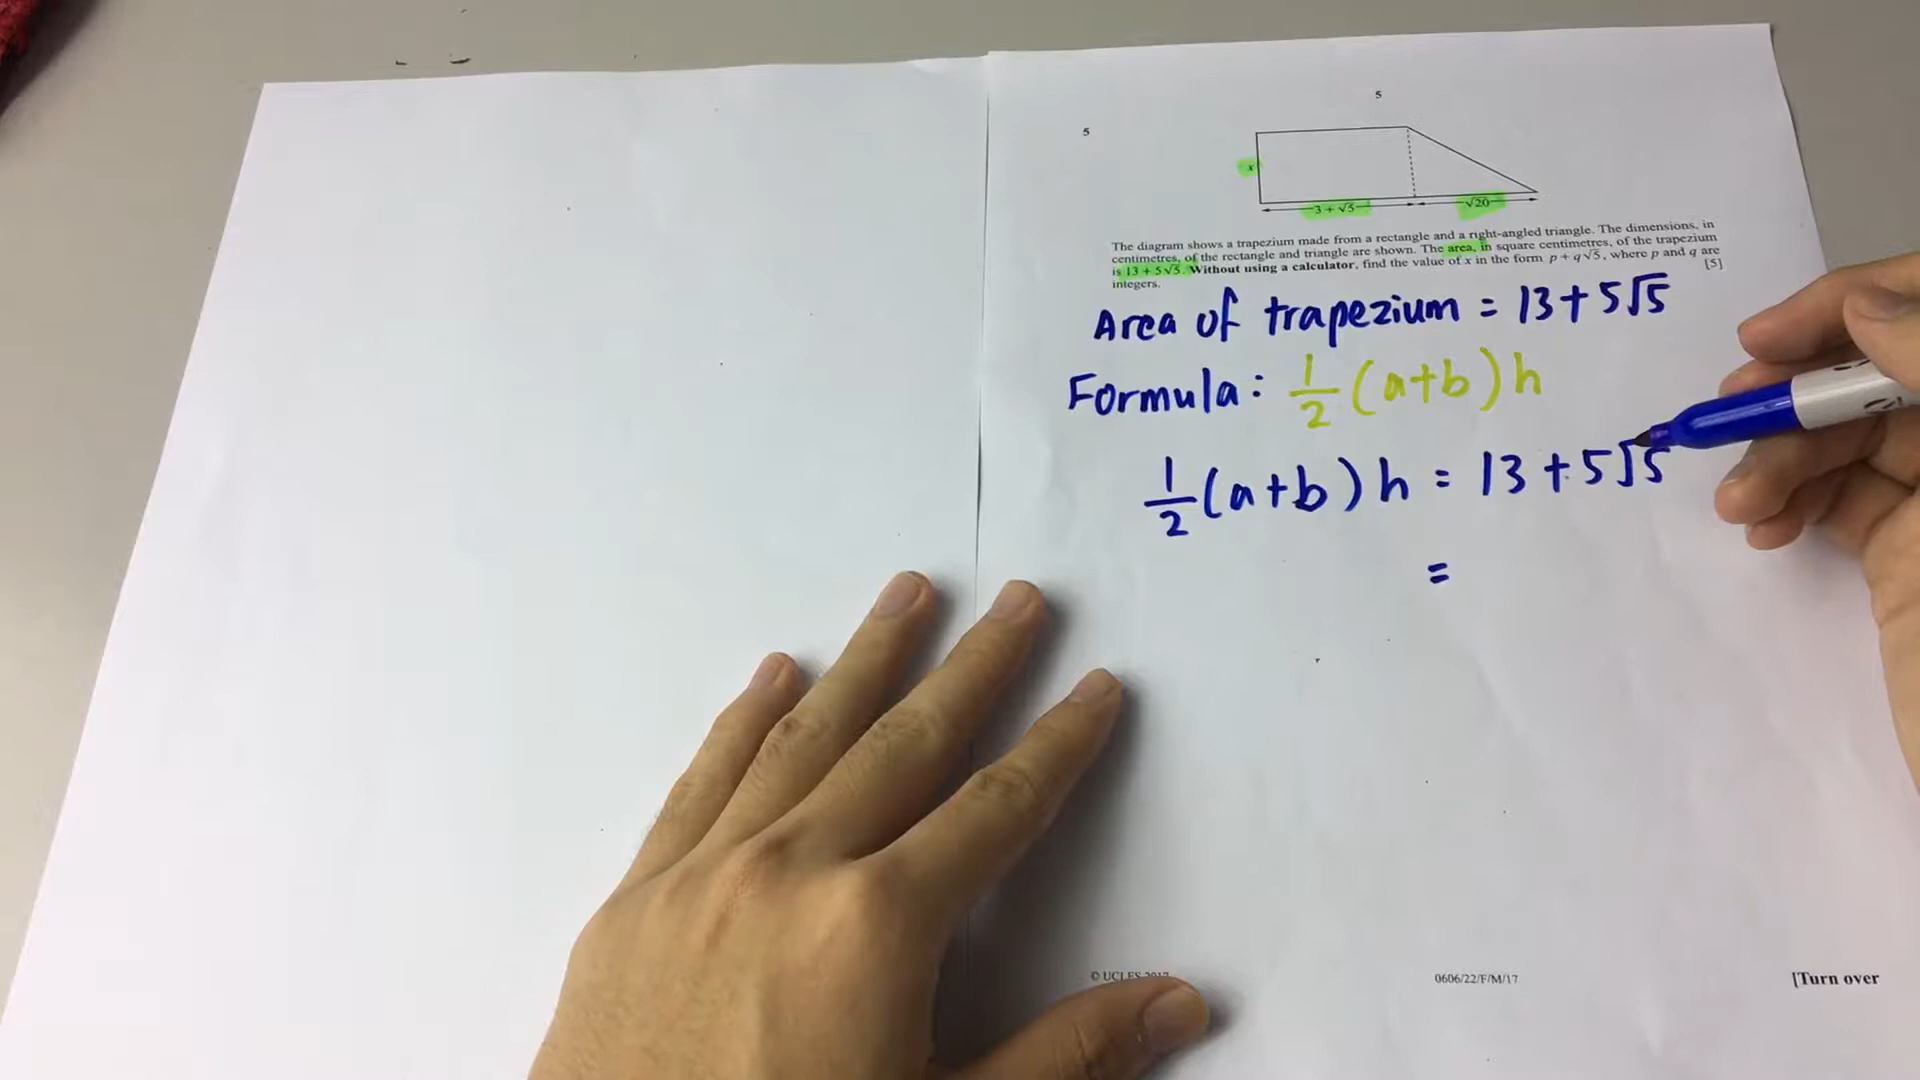 5
5
x
3 + √5
√20
The diagram shows a trapezium made from a rectangle and a right-angled triangle. The dimensions, in
centimetres, of the rectangle and triangle are shown. The area, in square centimetres, of the trapezium
is 13 + 5√5. Without using a calculator, find the value of x in the form p + q√5, where p and q are
integers. [5]
Area of trapezium = 13 + 5√5
Formula: 1/2 (a+b) h
1/2 (a+b) h = 13 + 5√5
=
© UCLES 2017
0606/22/F/M/17
[Turn over